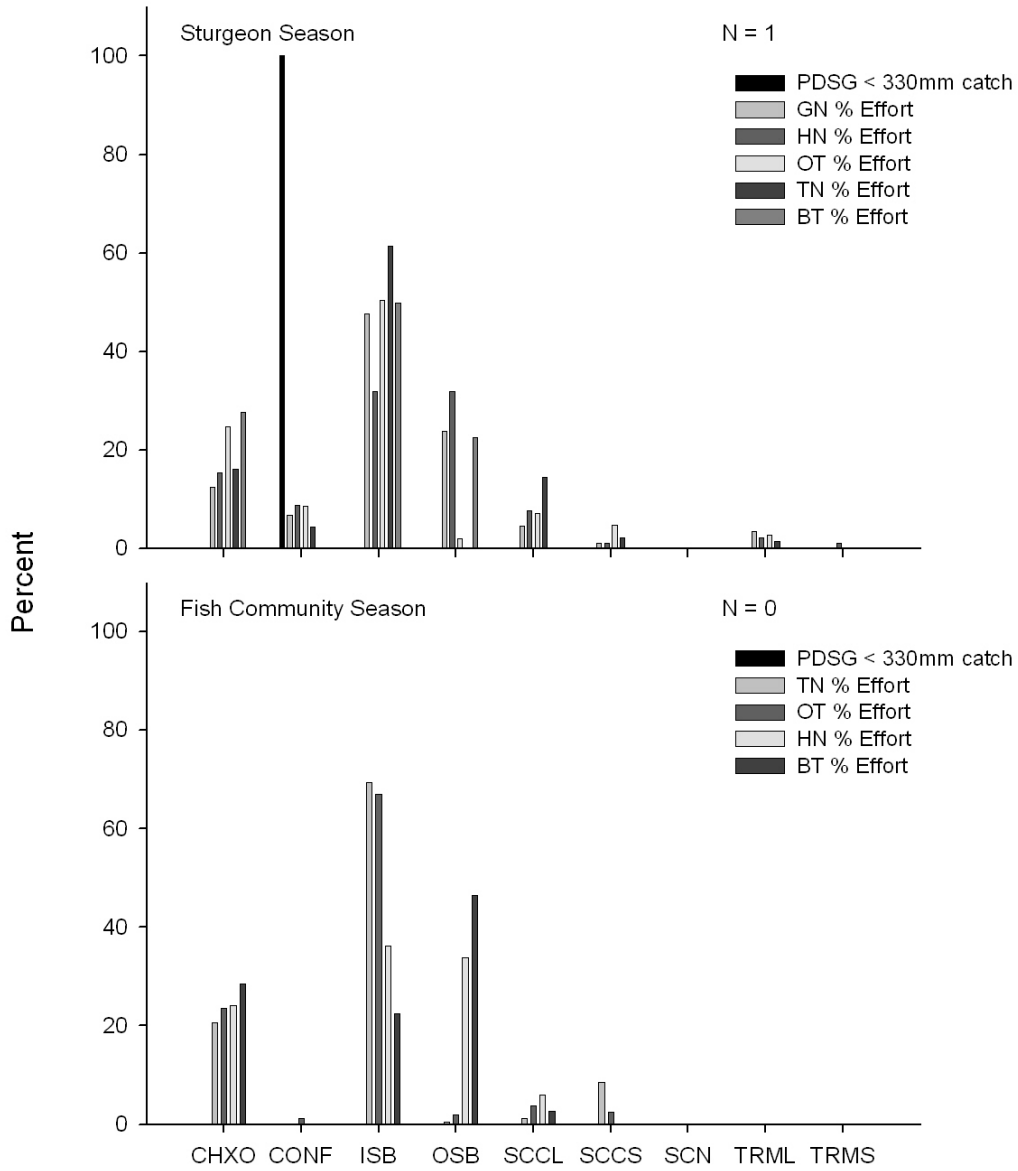 Sturgeon Season
N = 1
100
80
60
40
20
0
PDSG < 330mm catch
GN % Effort
HN % Effort
OT % Effort
TN % Effort
BT % Effort
Percent
Fish Community Season
N = 0
100
80
60
40
20
0
PDSG < 330mm catch
TN % Effort
OT % Effort
HN % Effort
BT % Effort
CHXO CONF ISB OSB SCCL SCCS SCN TRML TRMS